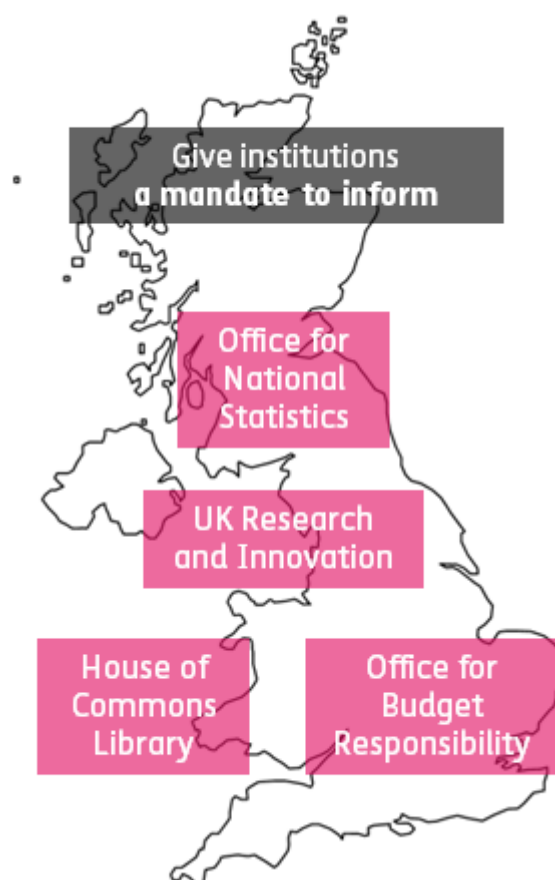 Give institutions
a mandate to inform
Office for
National
Statistics
UK Research
and Innovation
House of
Commons
Library
Office for
Budget
Responsibility